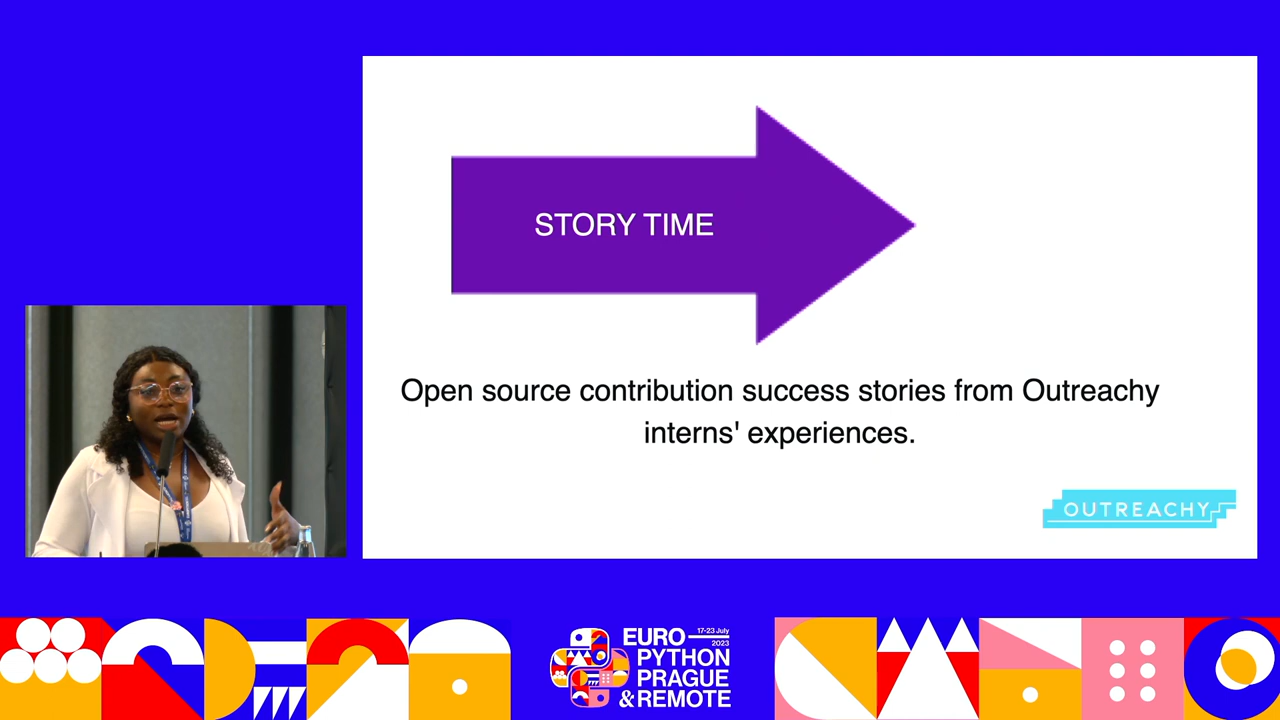 STORY TIME
Open source contribution success stories from Outreachy
interns' experiences.
OUTREACHY
17-23 July
2023
EURO
PYTHON
PRAGUE
& REMOTE